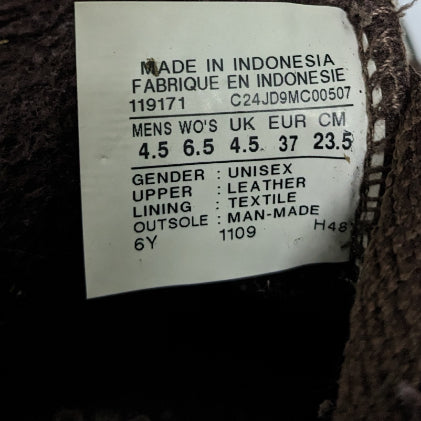 MADE IN INDONESIA
FABRIQUE EN INDONESIE
119171 C24JD9MC00507
MENS WO'S UK EUR CM
4.5 6.5 4.5 37 23.5
GENDER : UNISEX
UPPER : LEATHER
LINING : TEXTILE
OUTSOLE : MAN-MADE
6Y 1109 H48